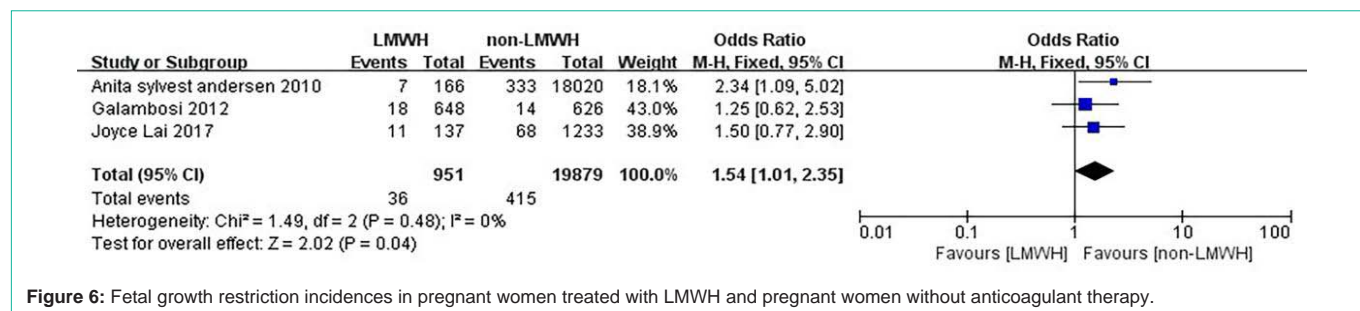 LMWH non-LMWH Odds Ratio Odds Ratio
Study or Subgroup Events Total Events Total Weight M-H, Fixed, 95% CI M-H, Fixed, 95% CI
Anita sylvest andersen 2010 7 166 333 18020 18.1% 2.34 [1.09, 5.02]
Galambosi 2012 18 648 14 626 43.0% 1.25 [0.62, 2.53]
Joyce Lai 2017 11 137 68 1233 38.9% 1.50 [0.77, 2.90]
Total (95% CI) 951 19879 100.0% 1.54 [1.01, 2.35]
Total events 36 415
Heterogeneity: Chi² = 1.49, df = 2 (P = 0.48); I² = 0%
Test for overall effect: Z = 2.02 (P = 0.04)
0.01 0.1 1 10 100
Favours [LMWH] Favours [non-LMWH]
Figure 6: Fetal growth restriction incidences in pregnant women treated with LMWH and pregnant women without anticoagulant therapy.